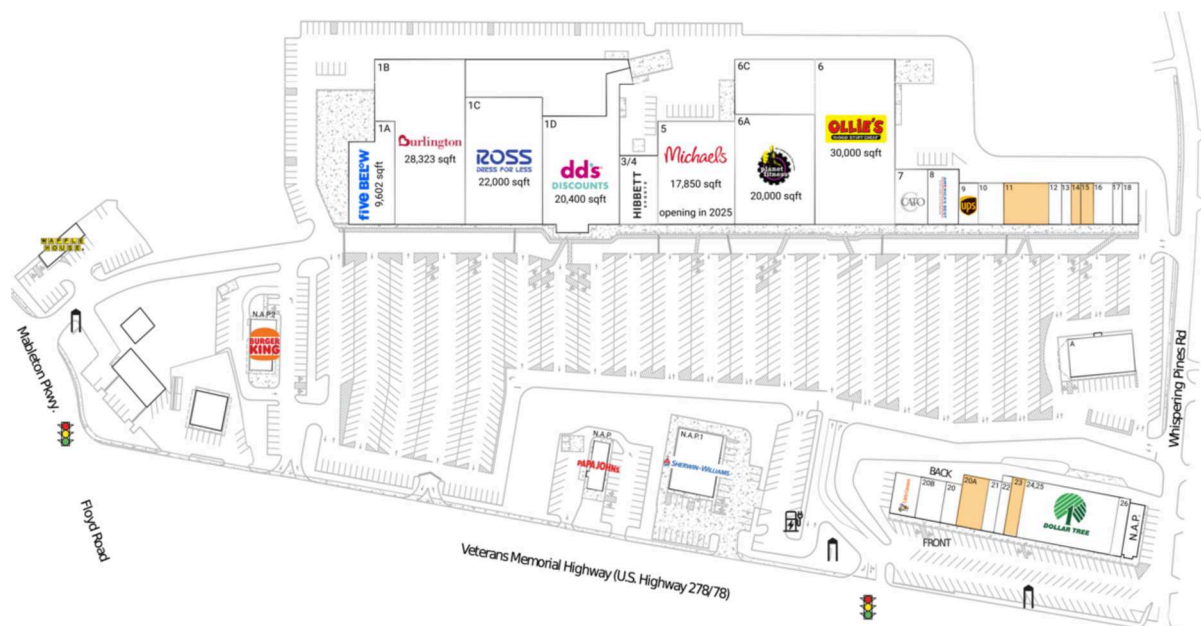 1B
1A
five BELOW
9,602 sqft
Burlington
28,323 sqft
1C
ROSS
DRESS FOR LESS
22,000 sqft
1D
dd's
DISCOUNTS
20,400 sqft
3/4
HIBBETT
SPORTS
5
Michaels
17,850 sqft
opening in 2025
6C
6A
planet
fitness
20,000 sqft
6
OLLIE'S
30,000 sqft
7
CATO
8
9
ups
10
11
12
13
14
15
16
17
18
WAFFLE
HOUSE
N.A.P.2
BURGER
KING
Mableton Pkwy.
Floyd Road
N.A.P.
PAPA JOHNS
N.A.P.1
SHERWIN-WILLIAMS
A
Whispering Pines Rd
BACK
20B
20
20A
21
22
23
24,25
DOLLAR TREE
26
N.A.P.
FRONT
Veterans Memorial Highway (U.S. Highway 278/78)